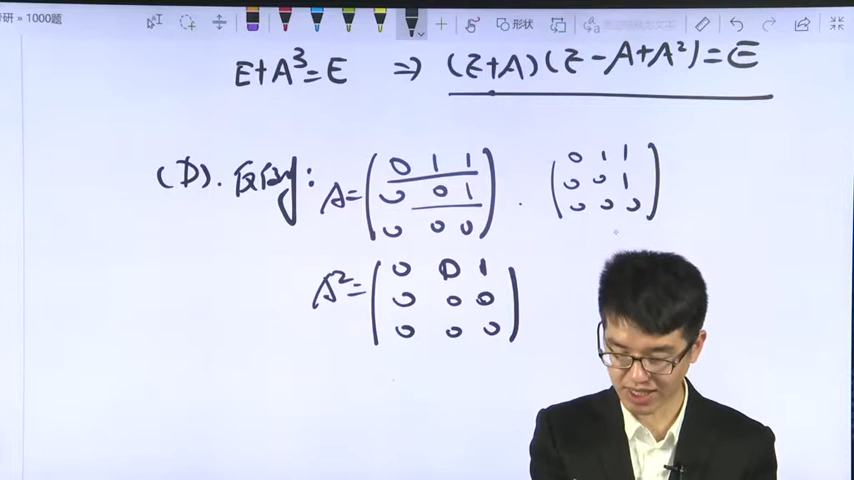 研 » 1000题
形状
E+A³=E ⇒ (E+A)(E-A+A²)=E
(D). 反例: A= (0 1 1
0 0 1
0 0 0) · (0 1 1
0 0 1
0 0 0)
A²= (0 0 1
0 0 0
0 0 0)